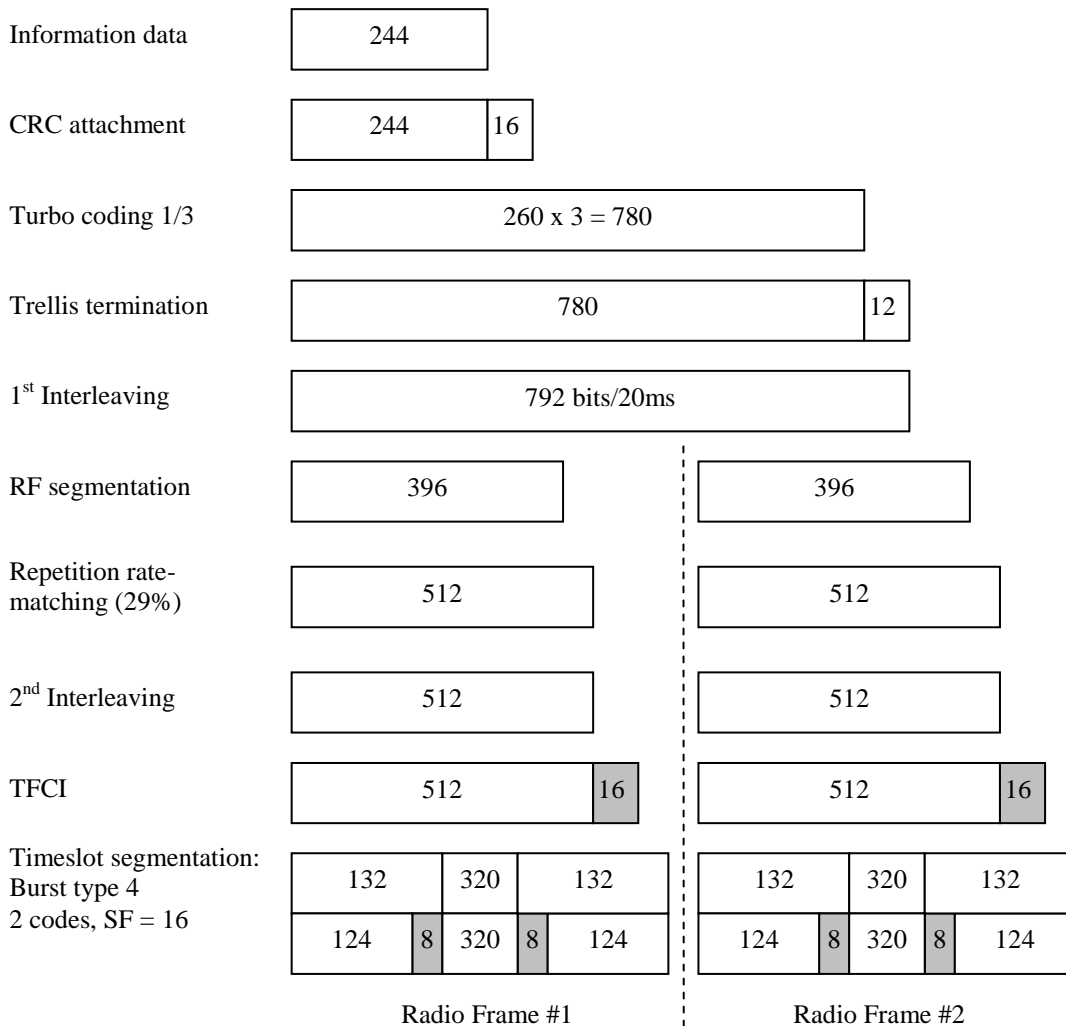 Information data
244
CRC attachment
244 16
Turbo coding 1/3
260 x 3 = 780
Trellis termination
780 12
1st Interleaving
792 bits/20ms
RF segmentation
396 396
Repetition rate-
matching (29%)
512 512
2nd Interleaving
512 512
TFCI
512 16 512 16
Timeslot segmentation:
Burst type 4
2 codes, SF = 16
132 320 132 132 320 132
124 8 320 8 124 124 8 320 8 124
Radio Frame #1 Radio Frame #2